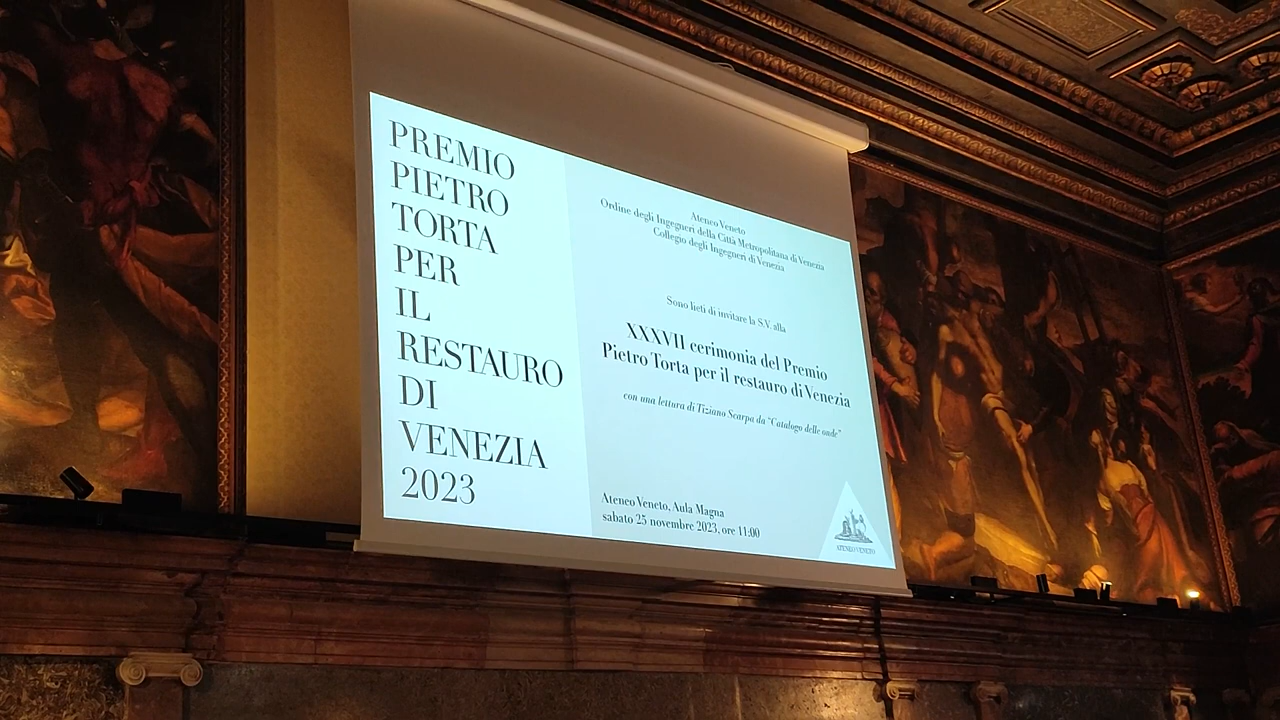 PREMIO
PIETRO
TORTA
PER
IL
RESTAURO
DI
VENEZIA
2023
Ateneo Veneto
Ordine degli Ingegneri della Città Metropolitana di Venezia
Collegio degli Ingegneri di Venezia
Sono lieti di invitare la S.V. alla
XXXVII cerimonia del Premio
Pietro Torta per il restauro di Venezia
con una lettura di Tiziano Scarpa da "Catalogo delle onde"
Ateneo Veneto, Aula Magna
sabato 25 novembre 2023, ore 11:00
ATENEO VENETO